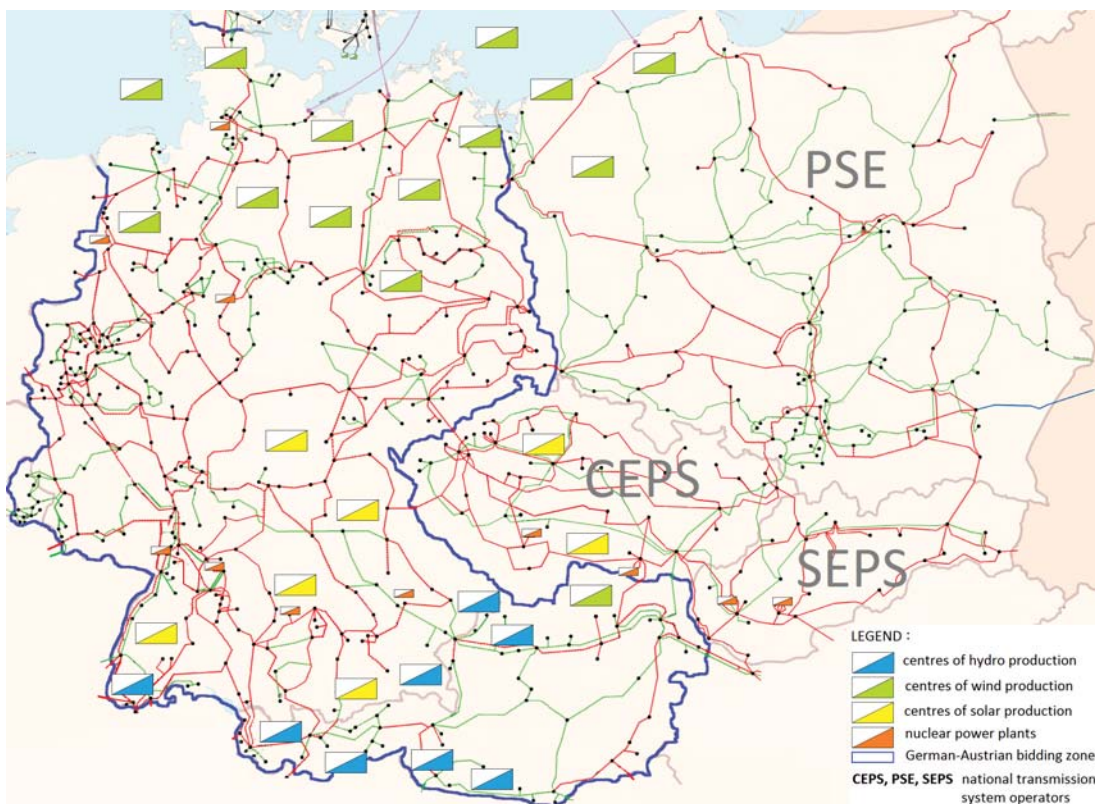 PSE
CEPS
SEPS
LEGEND :
centres of hydro production
centres of wind production
centres of solar production
nuclear power plants
German-Austrian bidding zone
CEPS, PSE, SEPS national transmission
system operators